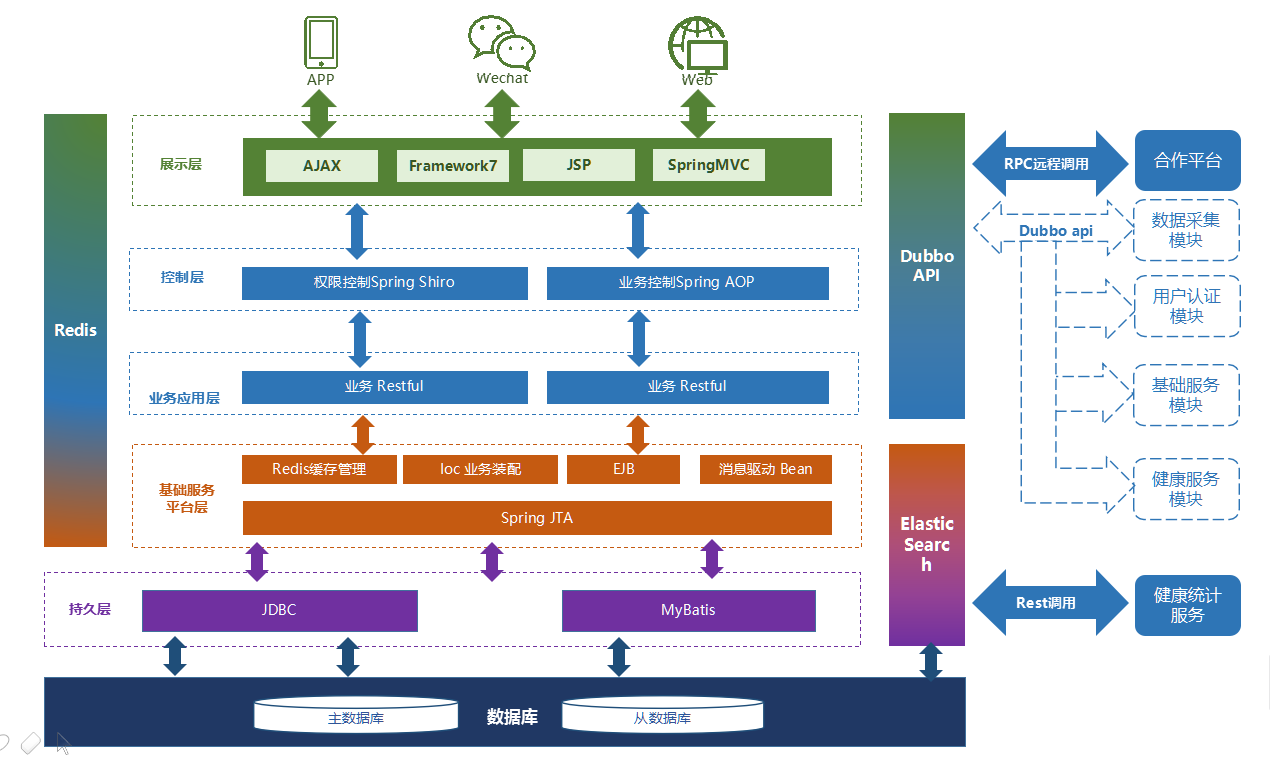 APP
Wechat
Web
展示层
AJAX
Framework7
JSP
SpringMVC
控制层
权限控制Spring Shiro
业务控制Spring AOP
业务应用层
业务 Restful
业务 Restful
基础服务
平台层
Redis缓存管理
Ioc 业务装配
EJB
消息驱动 Bean
Spring JTA
持久层
JDBC
MyBatis
主数据库
数据库
从数据库
Redis
Dubbo
API
Elastic
Searc
h
RPC远程调用
合作平台
Dubbo api
数据采集
模块
用户认证
模块
基础服务
模块
健康服务
模块
Rest调用
健康统计
服务